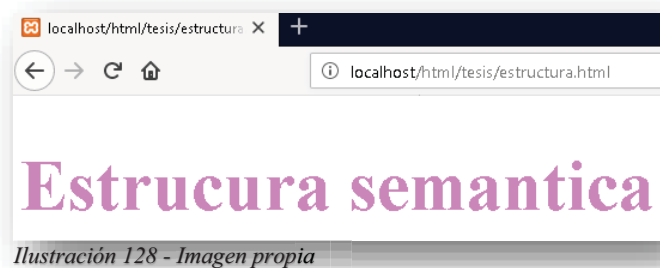 localhost/html/tesis/estructura
localhost/html/tesis/estructura.html
Estrucura semantica
Ilustración 128 - Imagen propia